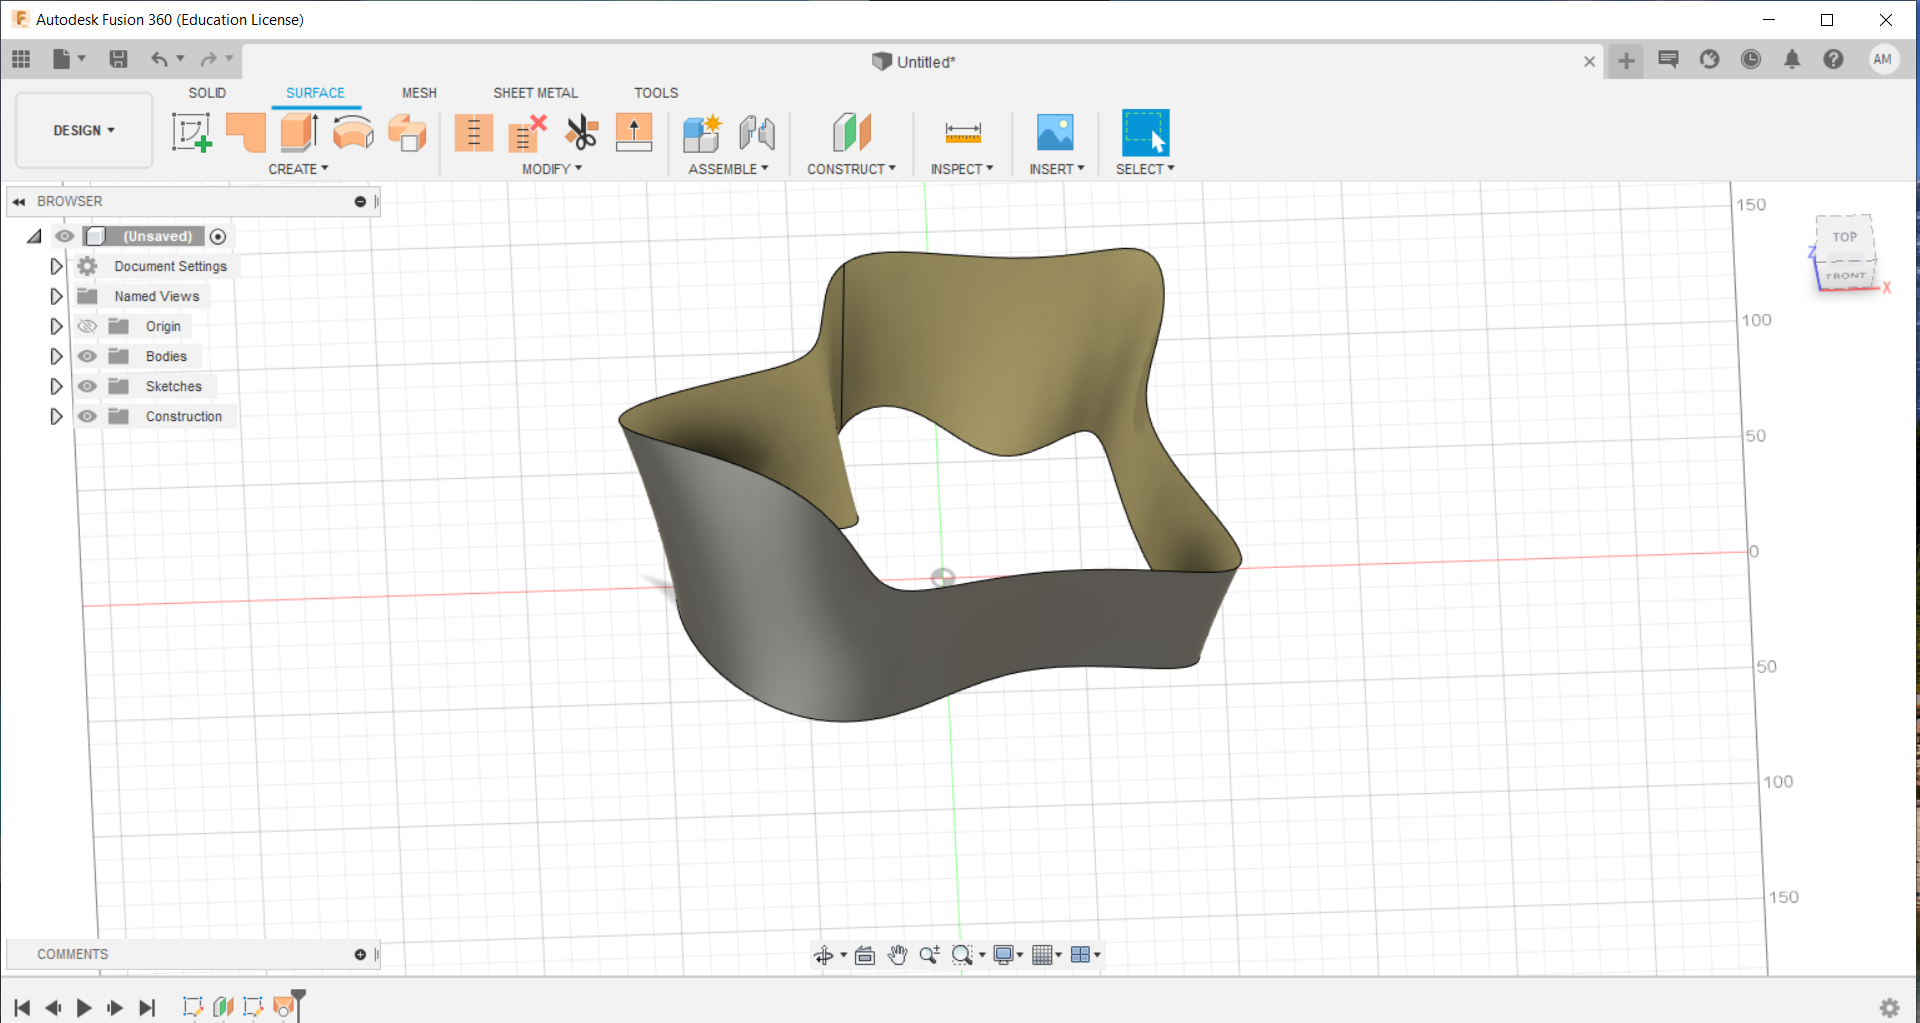 Autodesk Fusion 360 (Education License)
Untitled*
AM
SOLID SURFACE MESH SHEET METAL TOOLS
DESIGN
CREATE MODIFY ASSEMBLE CONSTRUCT INSPECT INSERT SELECT
BROWSER
(Unsaved)
Document Settings
Named Views
Origin
Bodies
Sketches
Construction
150
100
50
0
50
100
150
TOP
FRONT
Z
X
COMMENTS